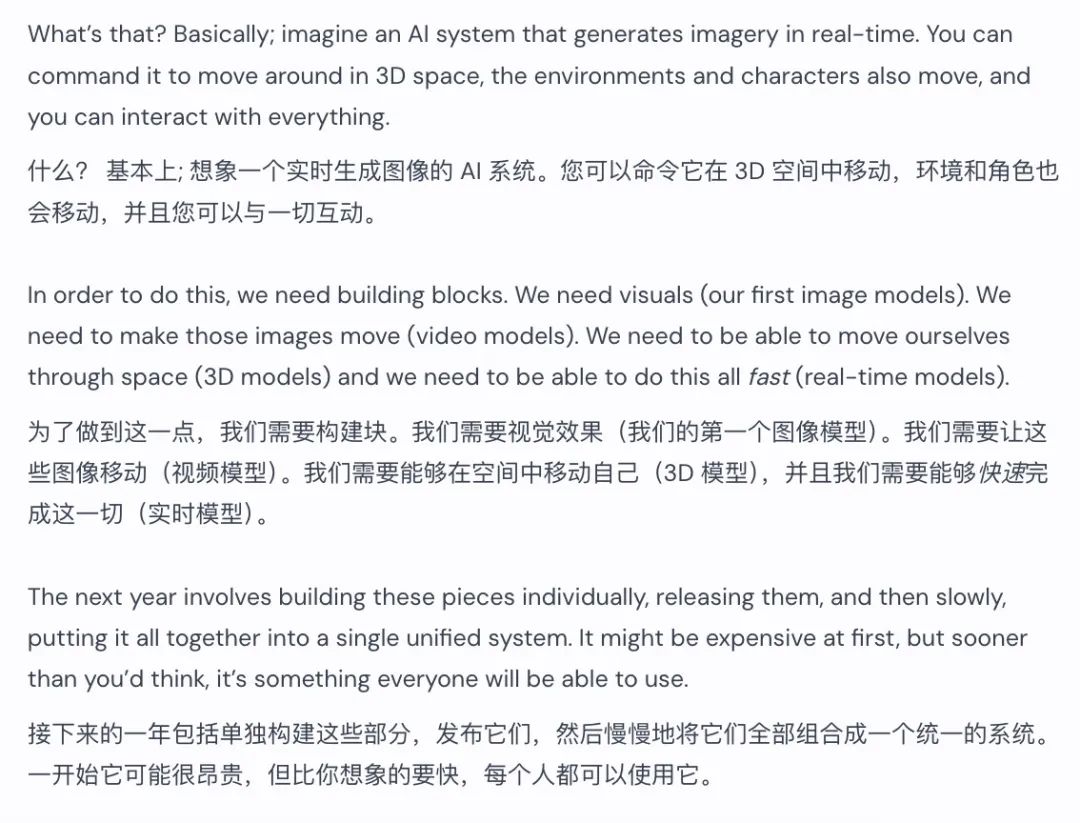 What’s that? Basically; imagine an AI system that generates imagery in real-time. You can
command it to move around in 3D space, the environments and characters also move, and
you can interact with everything.
什么？ 基本上; 想象一个实时生成图像的 AI 系统。您可以命令它在 3D 空间中移动，环境和角色也
会移动，并且您可以与一切互动。
In order to do this, we need building blocks. We need visuals (our first image models). We
need to make those images move (video models). We need to be able to move ourselves
through space (3D models) and we need to be able to do this all fast (real-time models).
为了做到这一点，我们需要构建块。我们需要视觉效果（我们的第一个图像模型）。我们需要让这
些图像移动（视频模型）。我们需要能够在空间中移动自己（3D 模型），并且我们需要能够快速完
成这一切（实时模型）。
The next year involves building these pieces individually, releasing them, and then slowly,
putting it all together into a single unified system. It might be expensive at first, but sooner
than you’d think, it’s something everyone will be able to use.
接下来的一年包括单独构建这些部分，发布它们，然后慢慢地将它们全部组合成一个统一的系统。
一开始它可能很昂贵，但比你想象的要快，每个人都可以使用它。